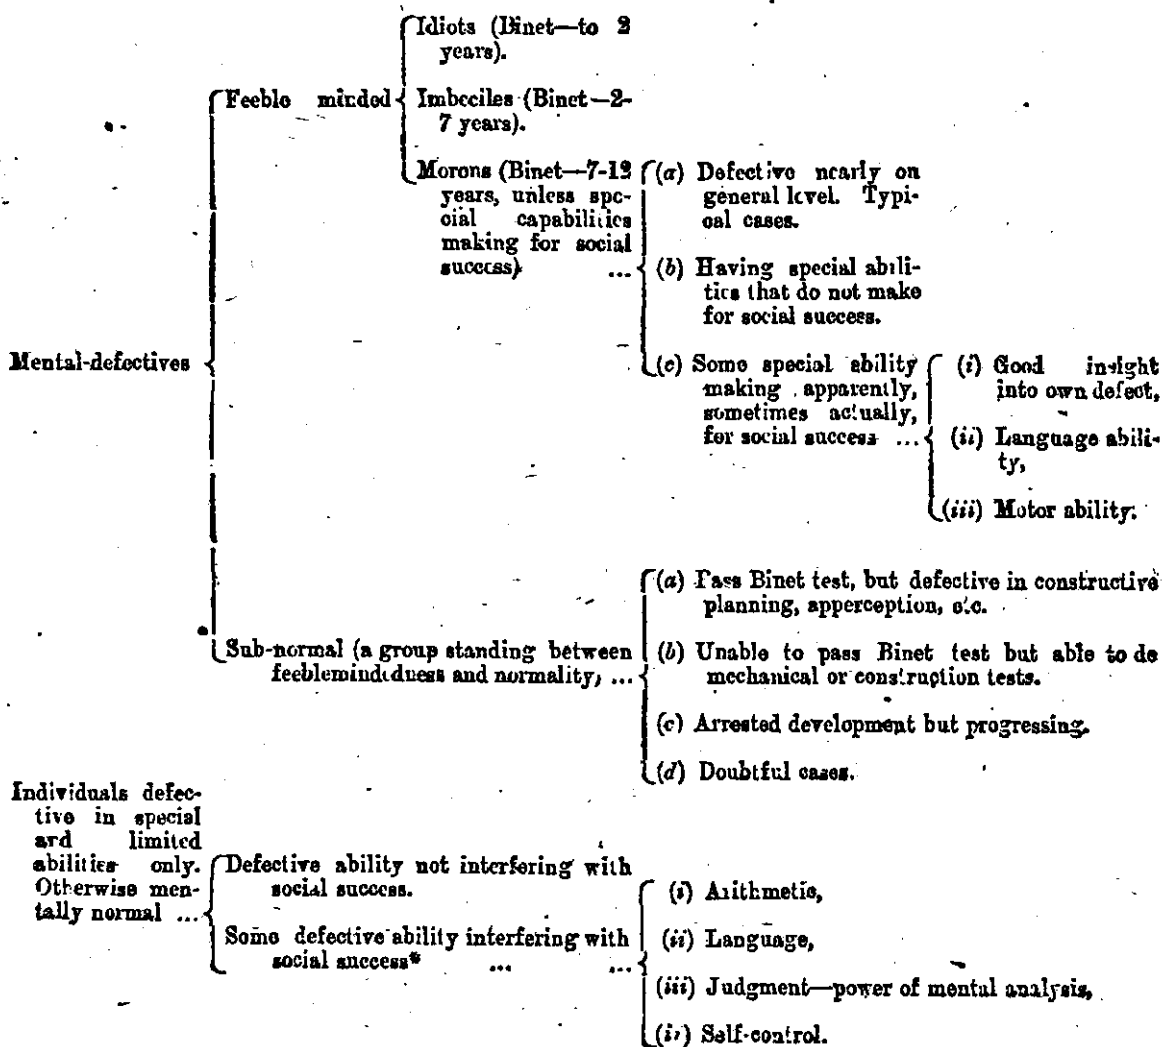 Idiots (Binet—to 2
years).
Feeble minded
Imbeciles (Binet—2-
7 years).
Morons (Binet—7-12
years, unless spe-
cial capabilities
making for social
success) ...
(a) Defective nearly on
general level. Typi-
cal cases.
(b) Having special abili-
ties that do not make
for social success.
Mental-defectives
(c) Some special ability
making apparently,
sometimes actually,
for social success ...
(i) Good insight
into own defect,
(ii) Language abili-
ty,
(iii) Motor ability.
Sub-normal (a group standing between
feeblemindedness and normality, ...
(a) Pass Binet test, but defective in constructive
planning, apperception, etc.
(b) Unable to pass Binet test but able to do
mechanical or construction tests.
(c) Arrested development but progressing.
(d) Doubtful cases.
Individuals defec-
tive in special
and limited
abilities only.
Otherwise men-
tally normal ...
Defective ability not interfering with
social success.
Some defective ability interfering with
social success* ... ...
(i) Arithmetic,
(ii) Language,
(iii) Judgment—power of mental analysis,
(iv) Self-control.